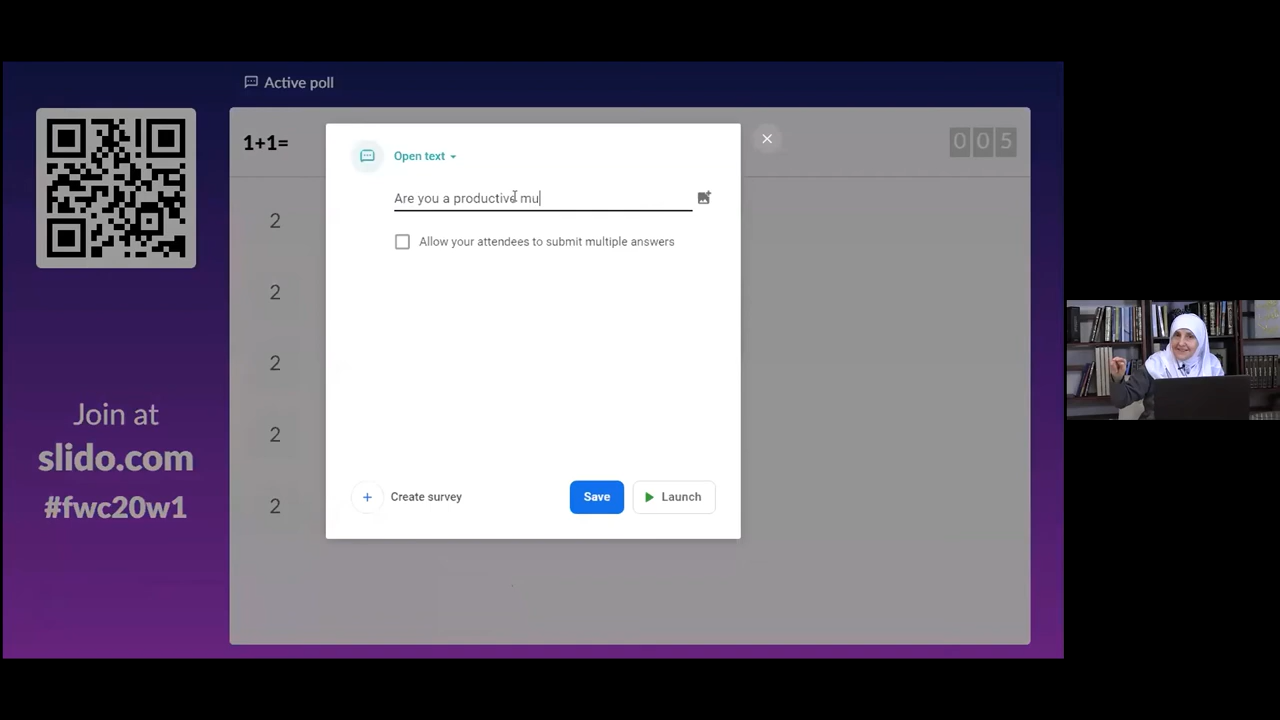 Active poll
1+1=
005
Open text
Are you a productive mu
Allow your attendees to submit multiple answers
2
2
2
2
2
Create survey
Save
Launch
Join at
slido.com
#fwc20w1